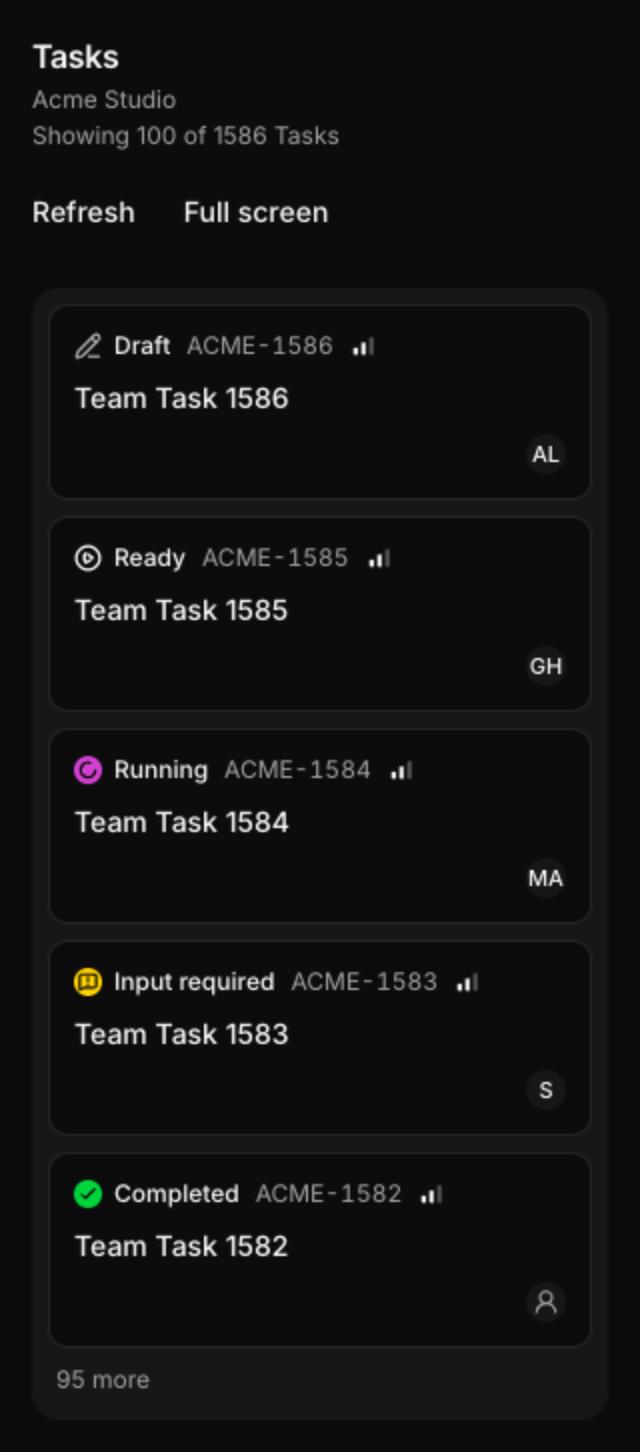 Tasks
Acme Studio
Showing 100 of 1586 Tasks
Refresh Full screen
Draft ACME-1586
Team Task 1586
AL
Ready ACME-1585
Team Task 1585
GH
Running ACME-1584
Team Task 1584
MA
Input required ACME-1583
Team Task 1583
S
Completed ACME-1582
Team Task 1582
95 more